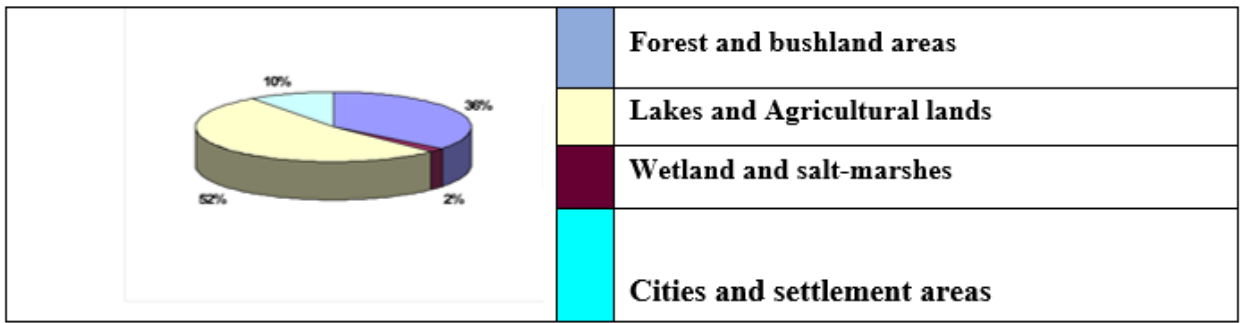 10%
36%
52%
2%
Forest and bushland areas
Lakes and Agricultural lands
Wetland and salt-marshes
Cities and settlement areas